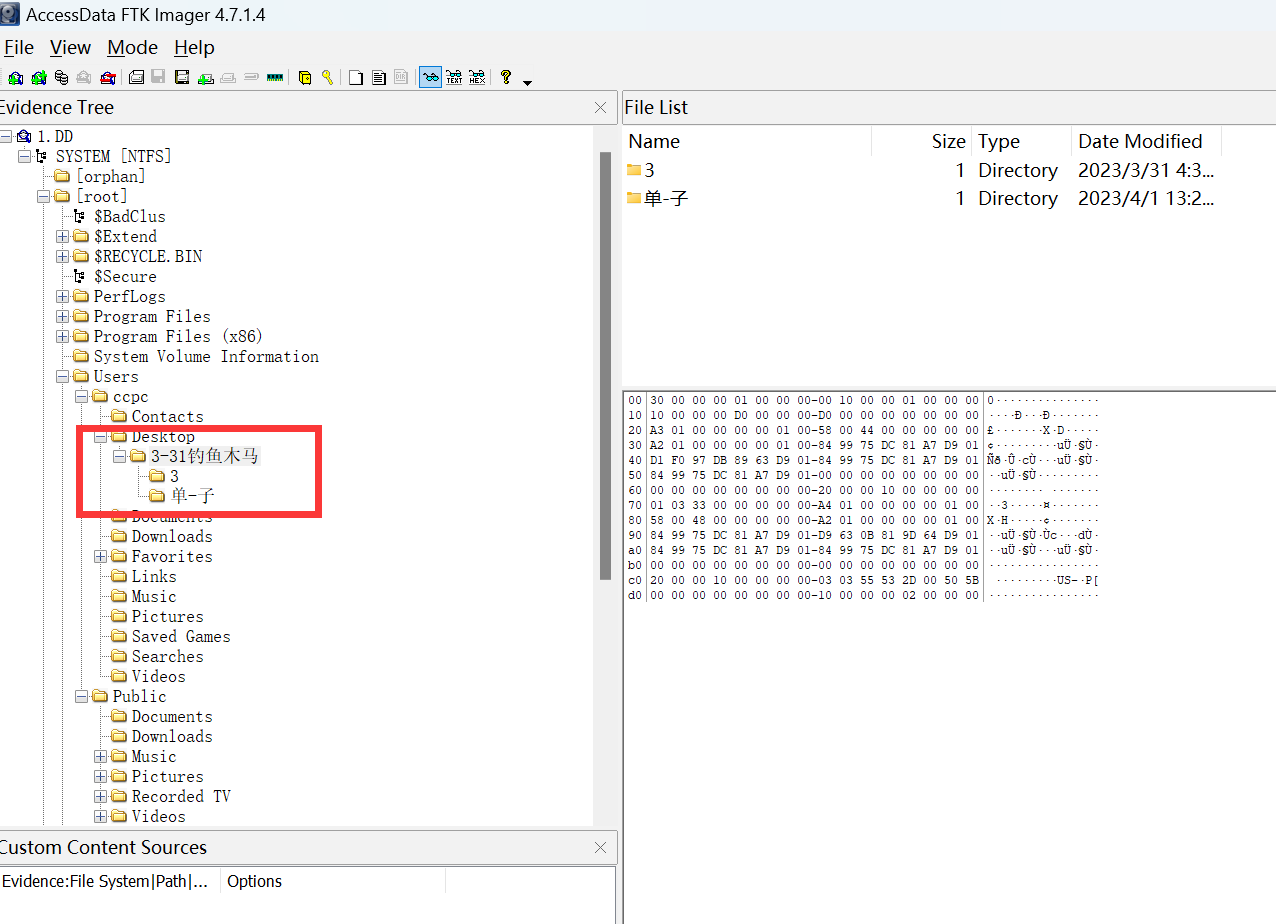 AccessData FTK Imager 4.7.1.4
File View Mode Help
Evidence Tree
1.DD
SYSTEM [NTFS]
[orphan]
[root]
$BadClus
$Extend
$RECYCLE.BIN
$Secure
PerfLogs
Program Files
Program Files (x86)
System Volume Information
Users
ccpc
Contacts
Desktop
3-31钓鱼木马
3
单-子
Documents
Downloads
Favorites
Links
Music
Pictures
Saved Games
Searches
Videos
Public
Documents
Downloads
Music
Pictures
Recorded TV
Videos
Custom Content Sources
Evidence:File System|Path|... Options
File List
Name Size Type Date Modified
3 1 Directory 2023/3/31 4:3...
单-子 1 Directory 2023/4/1 13:2...
00 30 00 00 00 01 00 00 00-00 10 00 00 01 00 00 00 0···············
10 10 00 00 00 D0 00 00 00-D0 00 00 00 00 00 00 00 ····Ð···Ð·······
20 A3 01 00 00 00 00 01 00-58 00 44 00 00 00 00 00 £·······X·D·····
30 A2 01 00 00 00 00 01 00-84 99 75 DC 81 A7 D9 01 ¢·········uÜ·§Ù·
40 D1 F0 97 DB 89 63 D9 01-84 99 75 DC 81 A7 D9 01 Ñð·Û·cÙ···uÜ·§Ù·
50 84 99 75 DC 81 A7 D9 01-00 00 00 00 00 00 00 00 ··uÜ·§Ù·········
60 00 00 00 00 00 00 00 00-20 00 00 10 00 00 00 00 ········ ·······
70 01 03 33 00 00 00 00 00-A4 01 00 00 00 00 01 00 ··3·····¤·······
80 58 00 48 00 00 00 00 00-A2 01 00 00 00 00 01 00 X·H·····¢·······
90 84 99 75 DC 81 A7 D9 01-D9 63 0B 81 9D 64 D9 01 ··uÜ·§Ù·Ùc···dÙ·
a0 84 99 75 DC 81 A7 D9 01-84 99 75 DC 81 A7 D9 01 ··uÜ·§Ù···uÜ·§Ù·
b0 00 00 00 00 00 00 00 00-00 00 00 00 00 00 00 00 ················
c0 20 00 00 10 00 00 00 00-03 03 55 53 2D 00 50 5B  ·········US-·P[
d0 00 00 00 00 00 00 00 00-10 00 00 00 02 00 00 00 ················